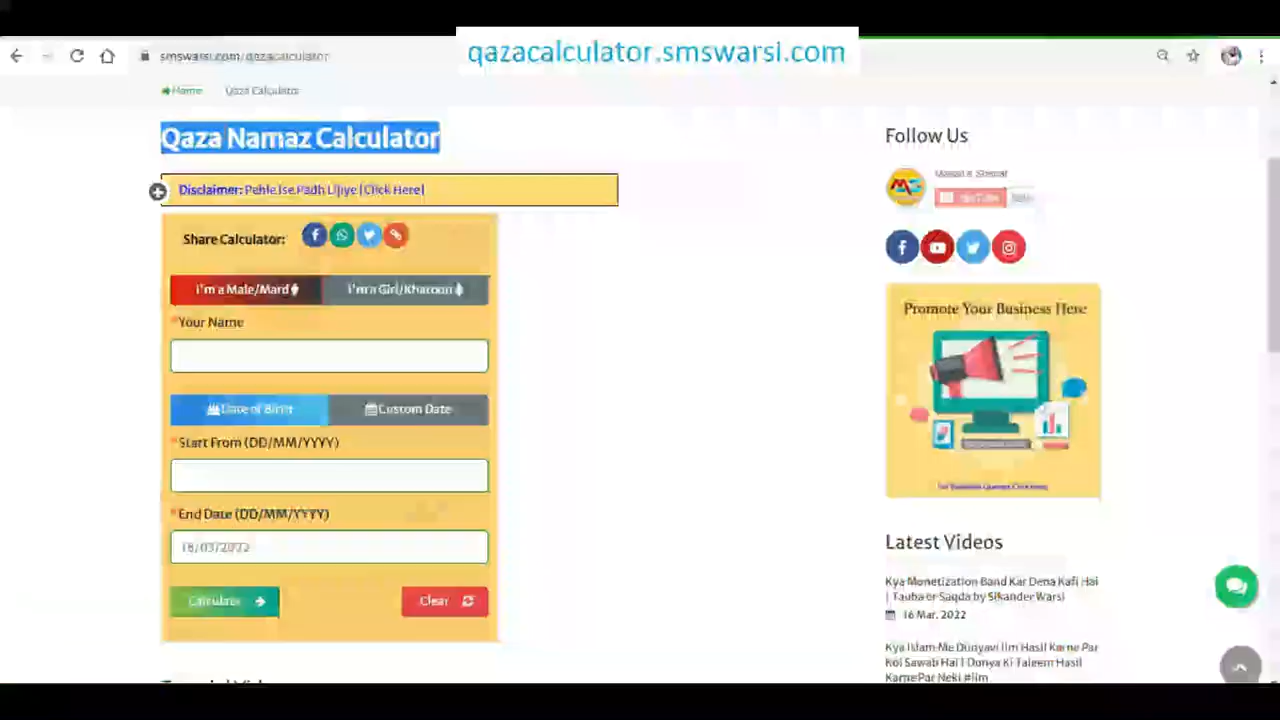 qazacalculator.smswarsi.com
smswarsi.com/qazacalculator
Home Qaza Calculator
Qaza Namaz Calculator
Disclaimer: Pehle Ise Padh Lijiye [Click Here]
Share Calculator:
I'm a Male/Mard I'm a Girl/Khatoon
*Your Name
Date of Birth Custom Date
*Start From (DD/MM/YYYY)
*End Date (DD/MM/YYYY)
18/03/2022
Calculate Clear
Follow Us
YouTube
Promote Your Business Here
Latest Videos
Kya Monetization Band Kar Dena Kafi Hai
| Tauba or Saqda by Sikander Warsi
16 Mar, 2022
Kya Islam Me Dunyavi Ilm Hasil Karne Par
Koi Sawab Hai | Dunya Ki Taleem Hasil
Karne Par Neki #Ilm